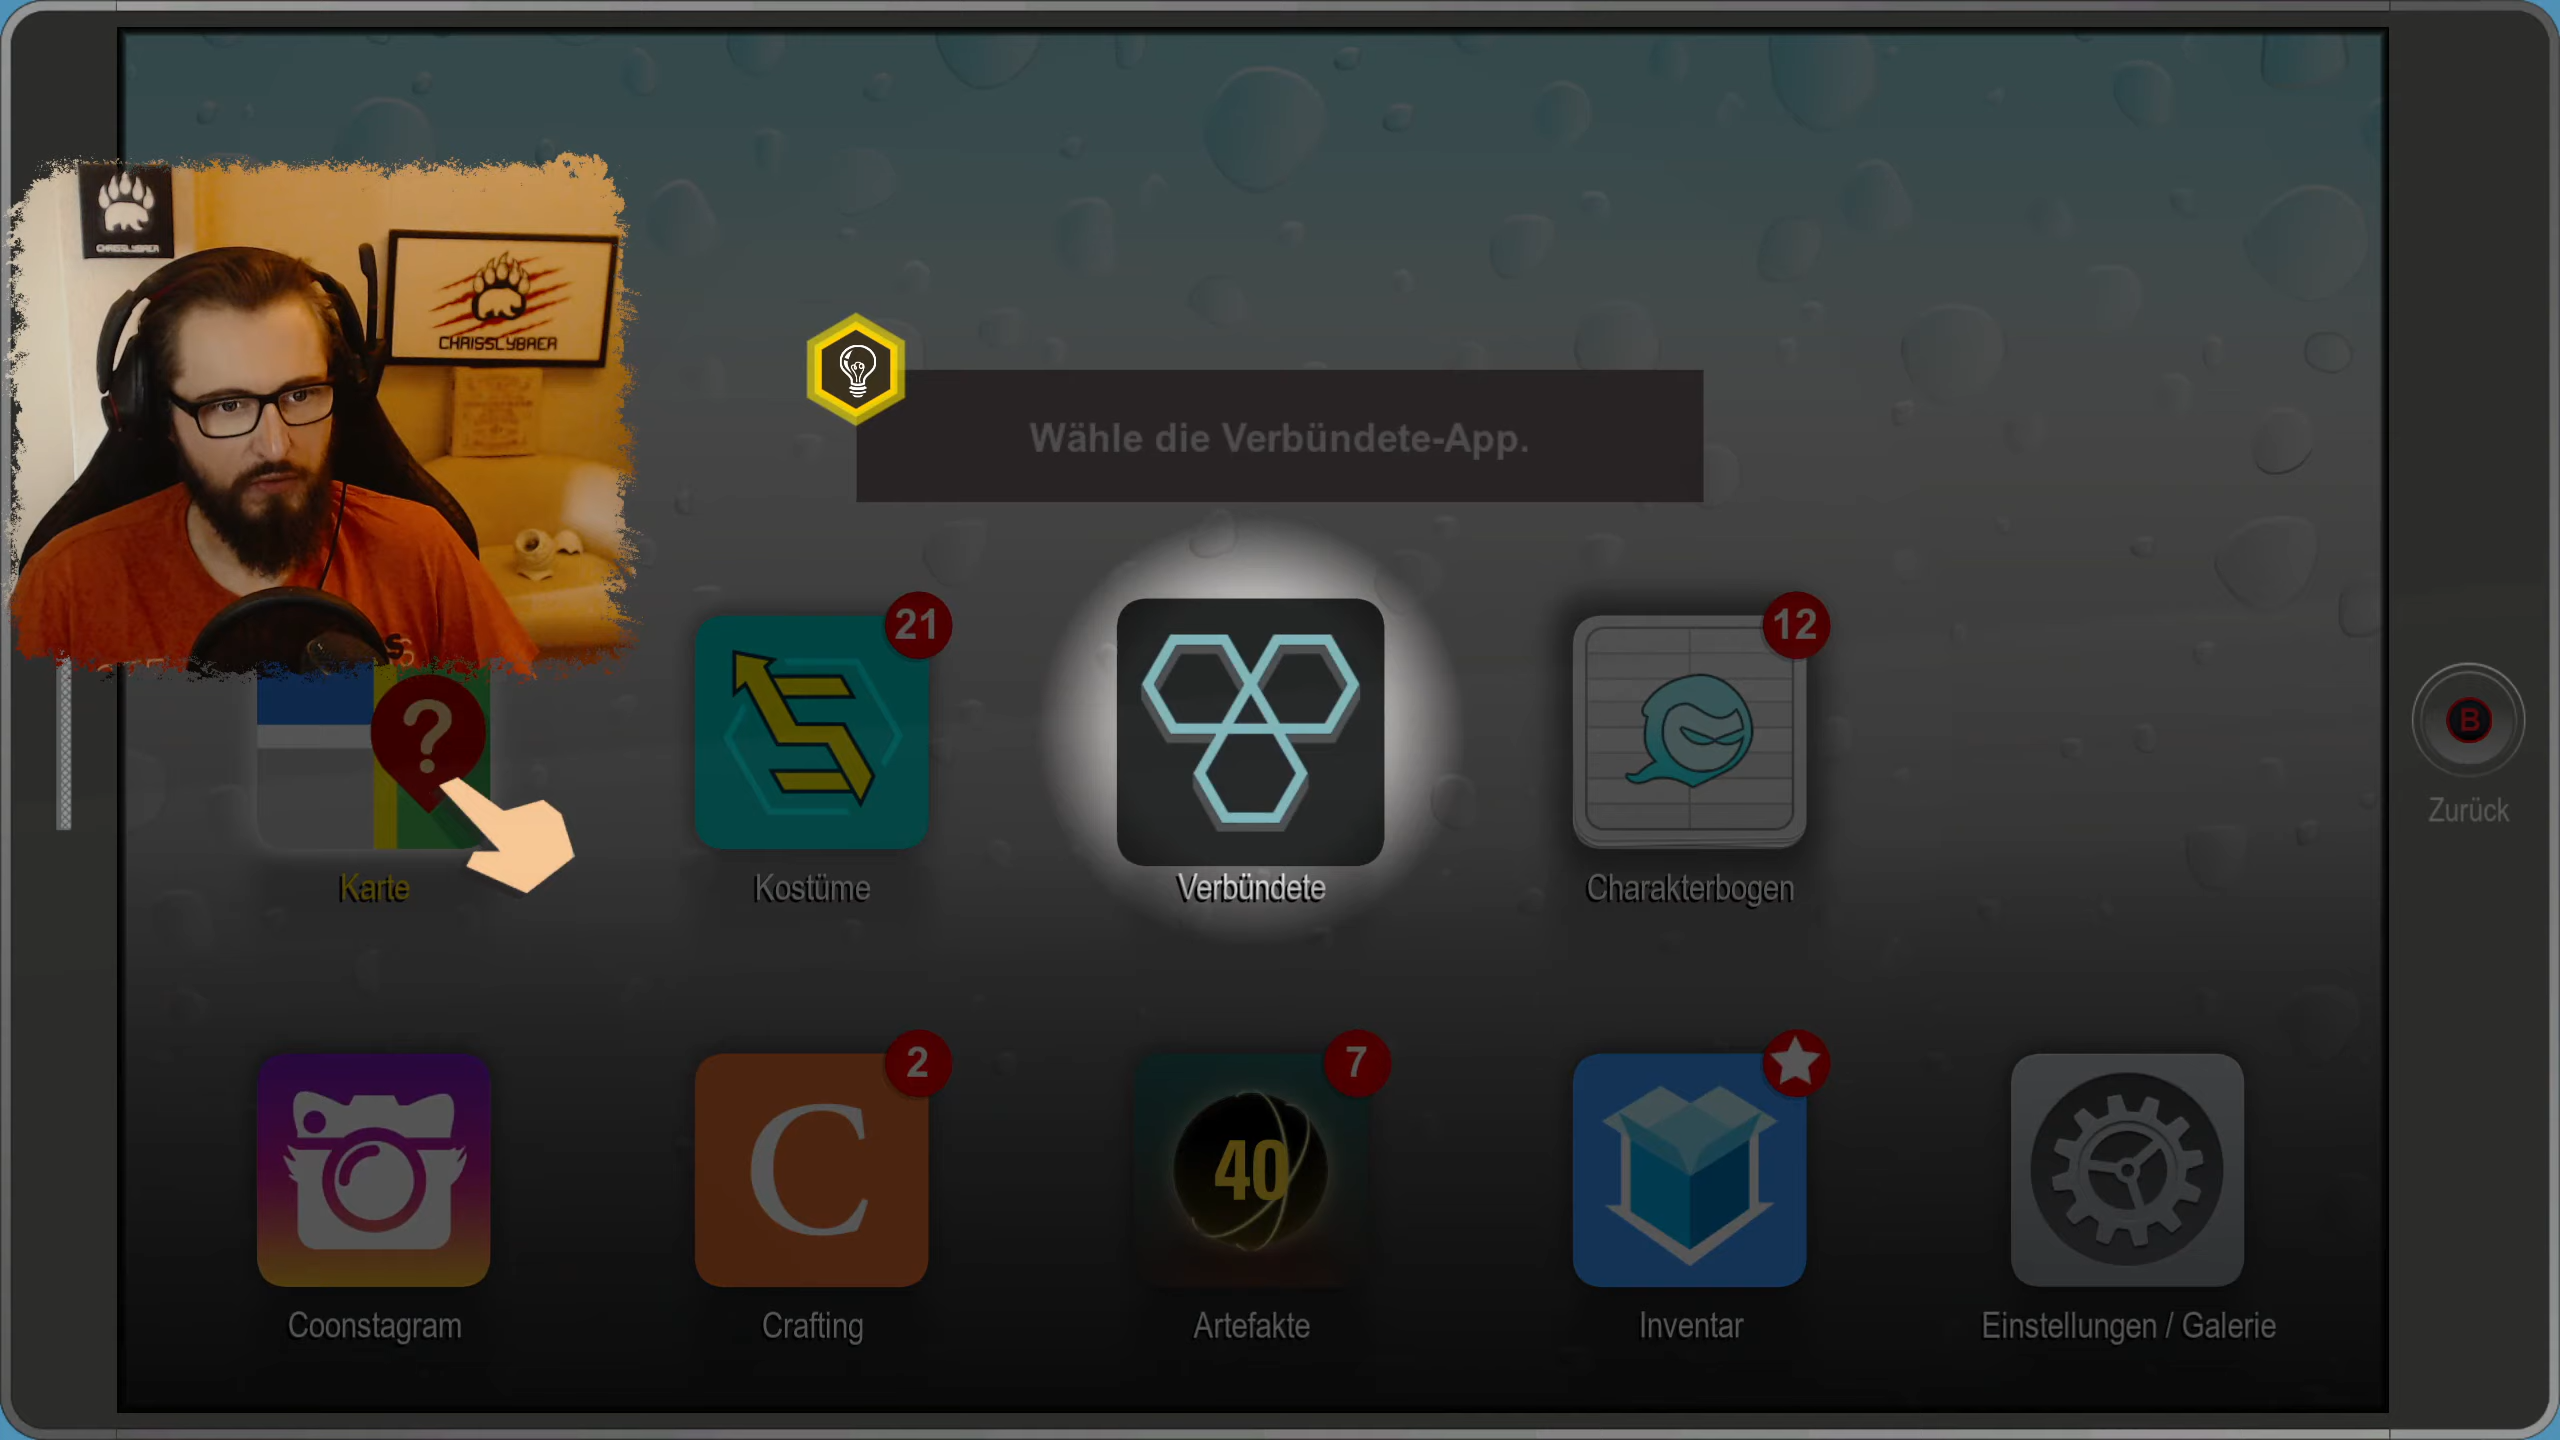 CHRISSLYBAER
CHRISSLYBAER
Wähle die Verbündete-App.
21
12
?
B
Zurück
Karte
Kostüme
Verbündete
Charakterbogen
2
7
C
40
Coonstagram
Crafting
Artefakte
Inventar
Einstellungen / Galerie